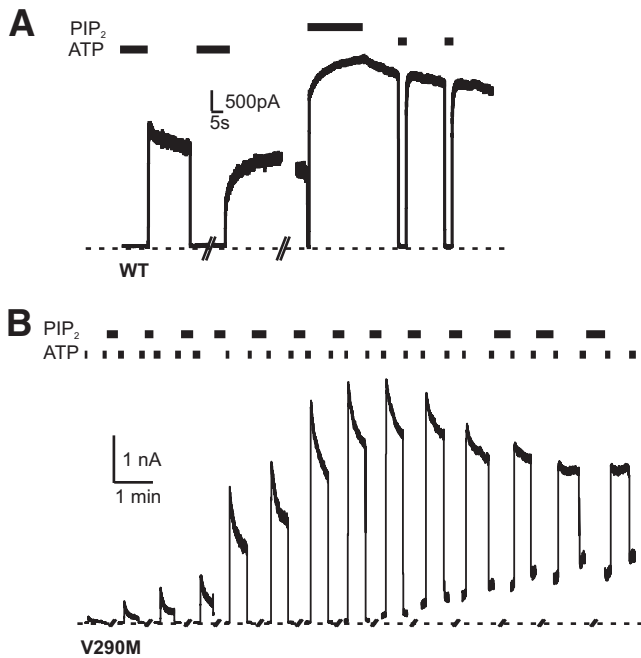 A
PIP₂
ATP
500pA
5s
WT
B
PIP₂
ATP
1 nA
1 min
V290M